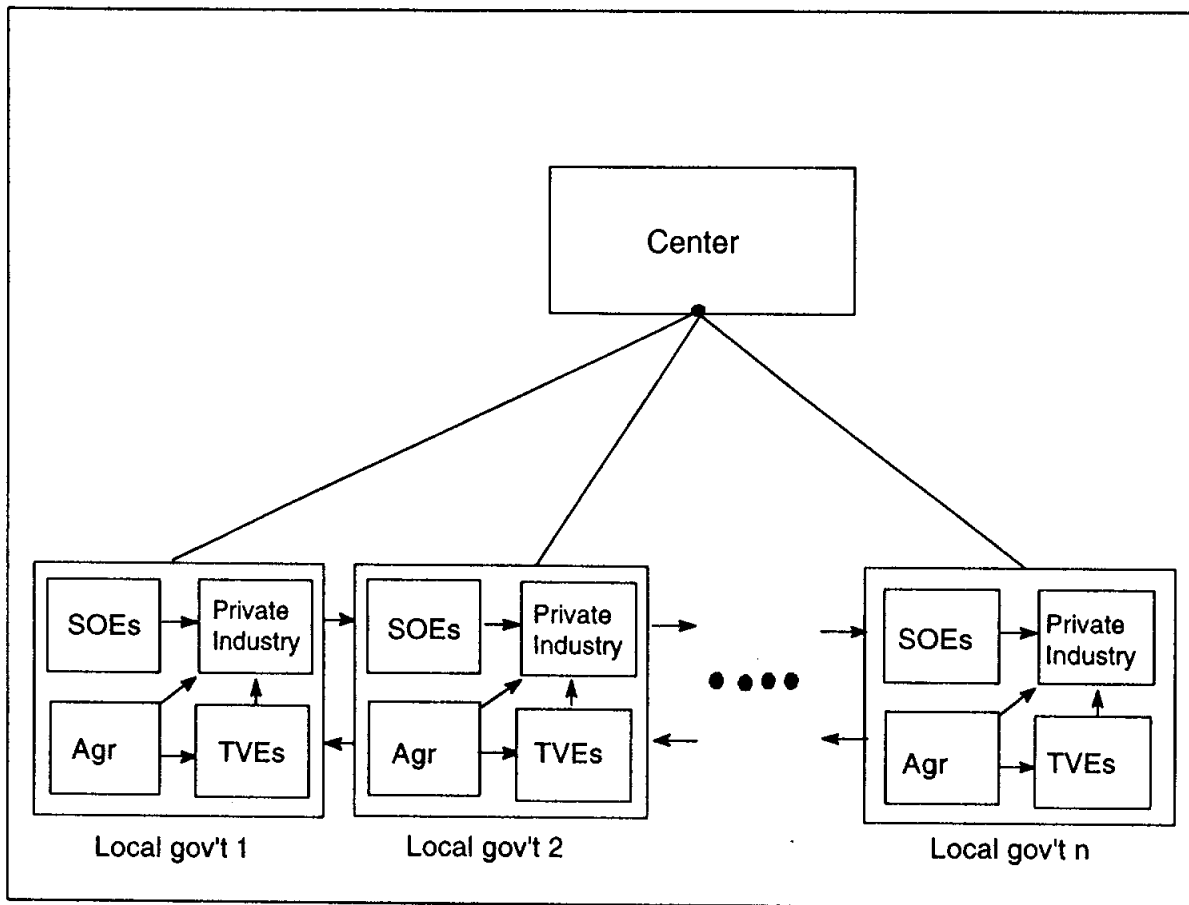 Center
SOEs
Private
Industry
Agr
TVEs
Local gov't 1
SOEs
Private
Industry
Agr
TVEs
Local gov't 2
SOEs
Private
Industry
Agr
TVEs
Local gov't n